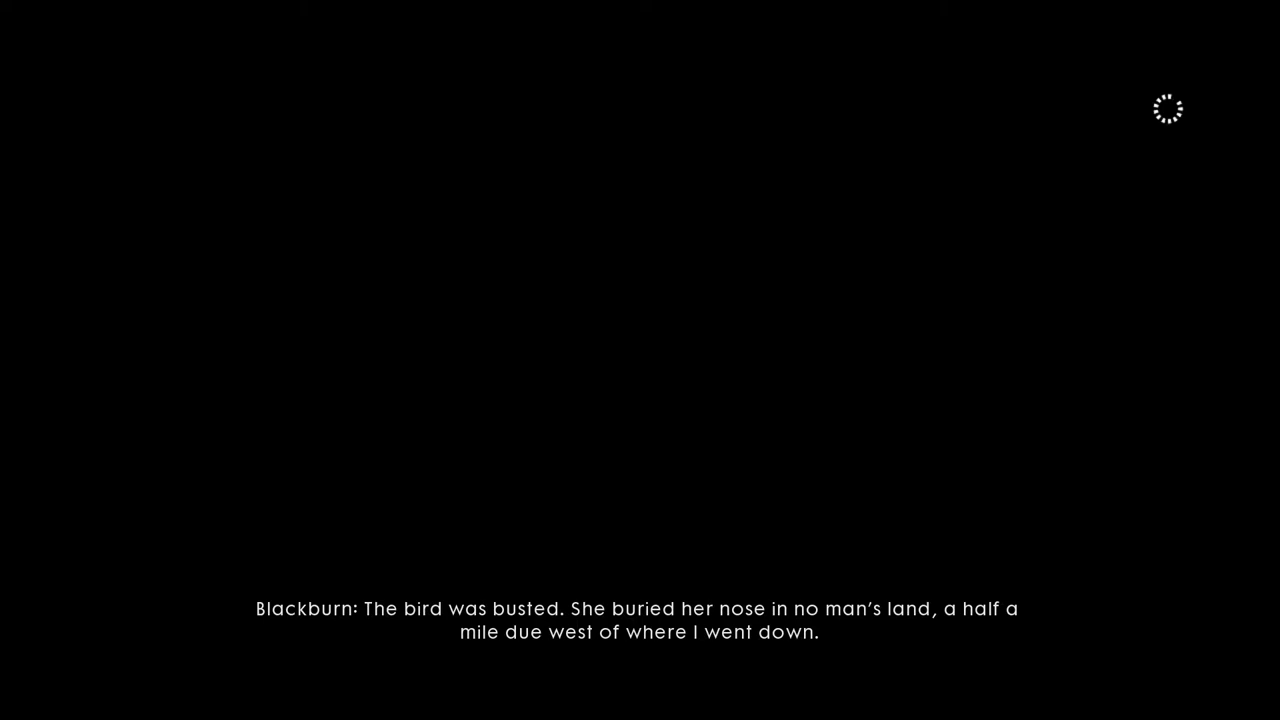 Blackburn: The bird was busted. She buried her nose in no man's land, a half a
mile due west of where I went down.